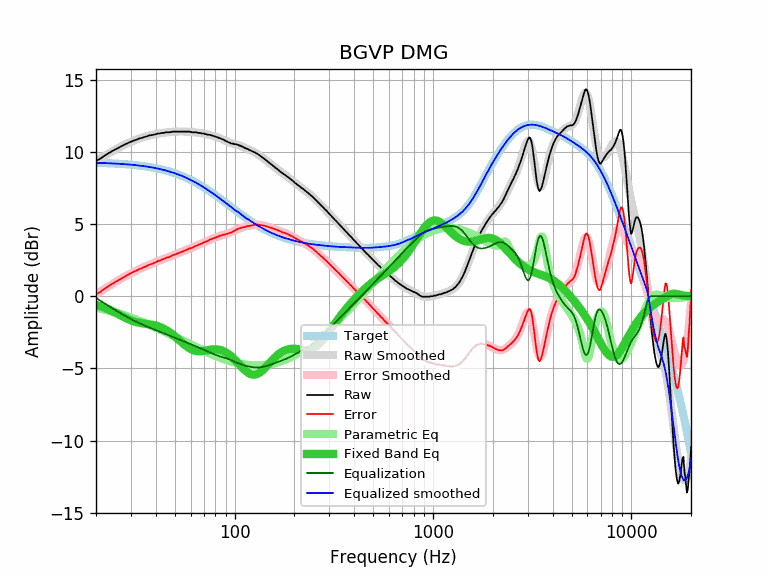 BGVP DMG
Amplitude (dBr)
15
10
5
0
−5
−10
−15
Target
Raw Smoothed
Error Smoothed
Raw
Error
Parametric Eq
Fixed Band Eq
Equalization
Equalized smoothed
100
1000
10000
Frequency (Hz)